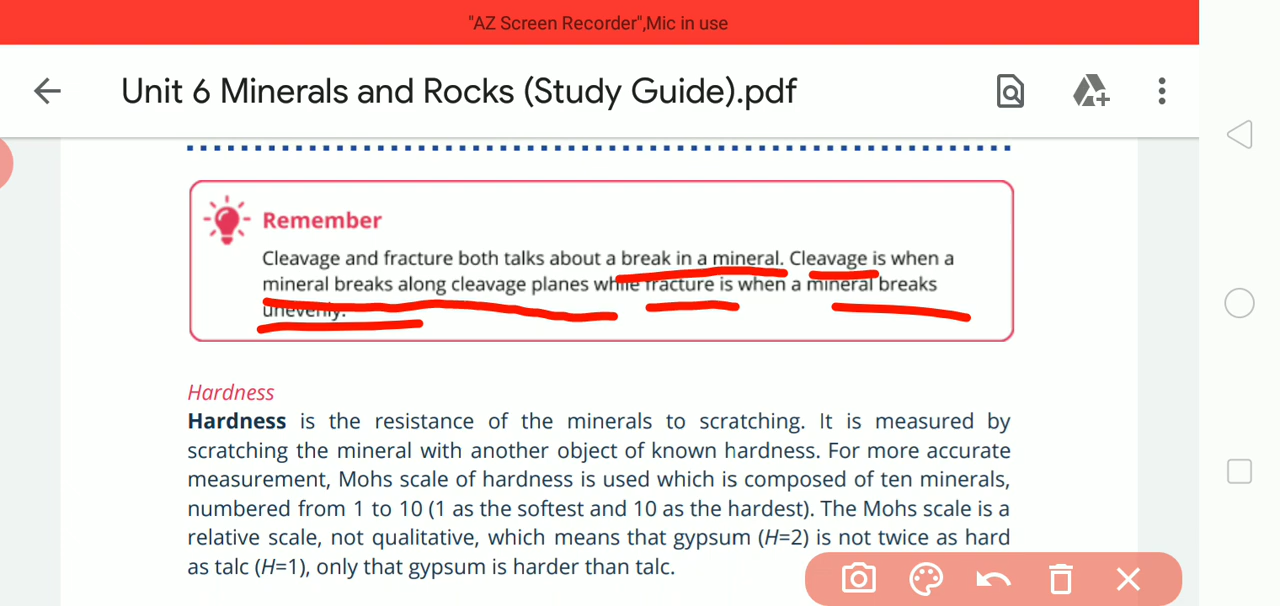 "AZ Screen Recorder",Mic in use
Unit 6 Minerals and Rocks (Study Guide).pdf
Remember
Cleavage and fracture both talks about a break in a mineral. Cleavage is when a
mineral breaks along cleavage planes while fracture is when a mineral breaks
unevenly.
Hardness
Hardness is the resistance of the minerals to scratching. It is measured by
scratching the mineral with another object of known hardness. For more accurate
measurement, Mohs scale of hardness is used which is composed of ten minerals,
numbered from 1 to 10 (1 as the softest and 10 as the hardest). The Mohs scale is a
relative scale, not qualitative, which means that gypsum (H=2) is not twice as hard
as talc (H=1), only that gypsum is harder than talc.